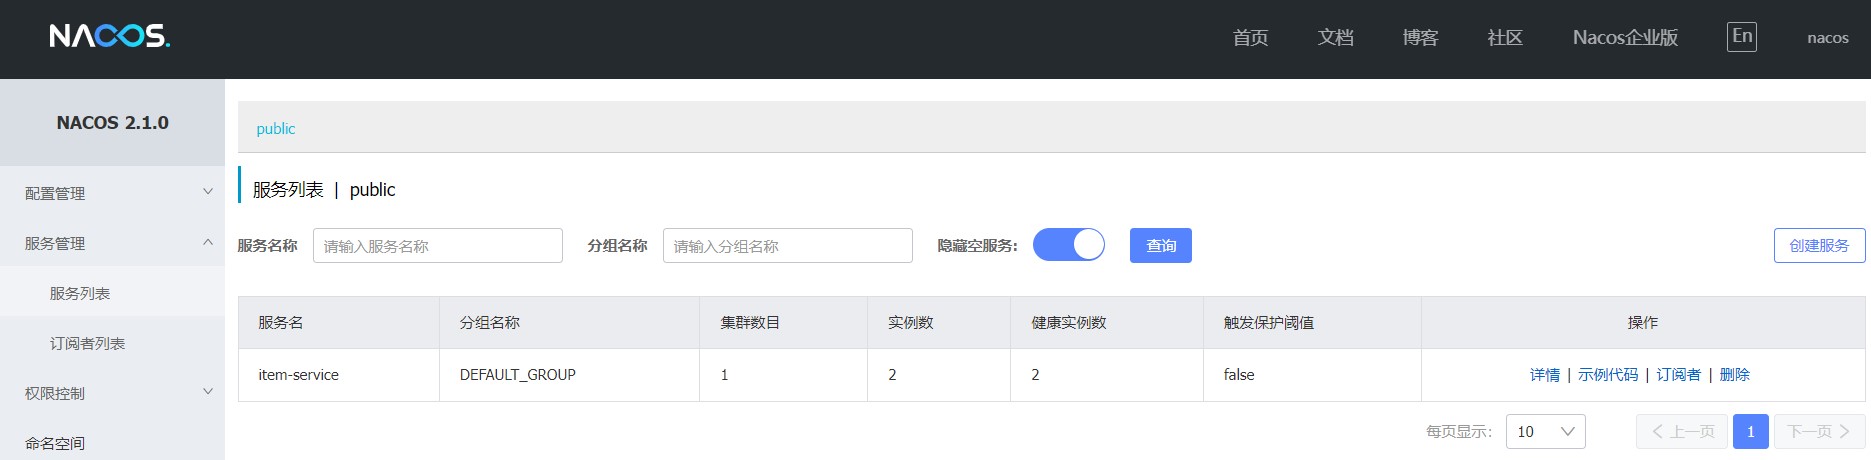 NACOS. 首页 文档 博客 社区 Nacos企业版 En nacos
NACOS 2.1.0
配置管理
服务管理
服务列表
订阅者列表
权限控制
命名空间
public
服务列表 | public
服务名称 请输入服务名称 分组名称 请输入分组名称 隐藏空服务: 查询 创建服务
服务名 分组名称 集群数目 实例数 健康实例数 触发保护阈值 操作
item-service DEFAULT_GROUP 1 2 2 false 详情 | 示例代码 | 订阅者 | 删除
每页显示: 10 上一页 1 下一页